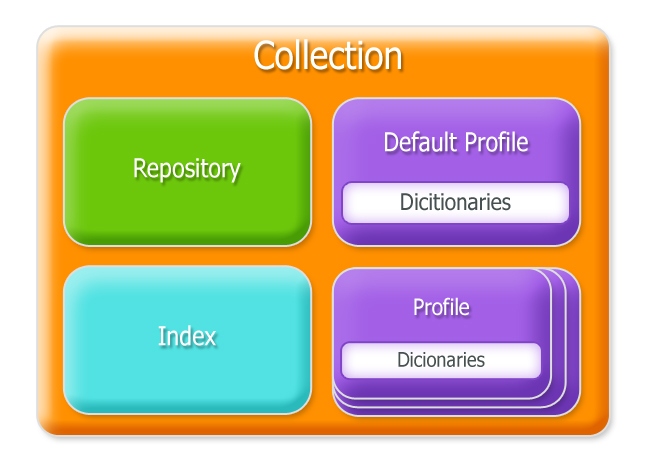 Collection
Repository
Default Profile
Dicitionaries
Index
Profile
Dicionaries